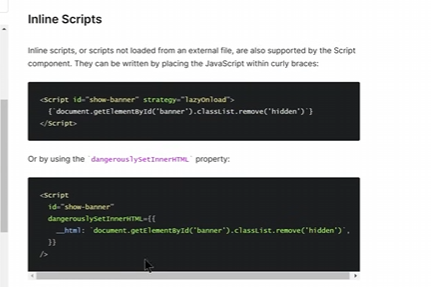 Inline Scripts
Inline scripts, or scripts not loaded from an external file, are also supported by the Script
component. They can be written by placing the JavaScript within curly braces:
<Script id="show-banner" strategy="lazyOnload">
{`document.getElementById('banner').classList.remove('hidden')`}
</Script>
Or by using the `dangerouslySetInnerHTML` property:
<Script
id="show-banner"
dangerouslySetInnerHTML={{
__html: `document.getElementById('banner').classList.remove('hidden')`,
}}
/>